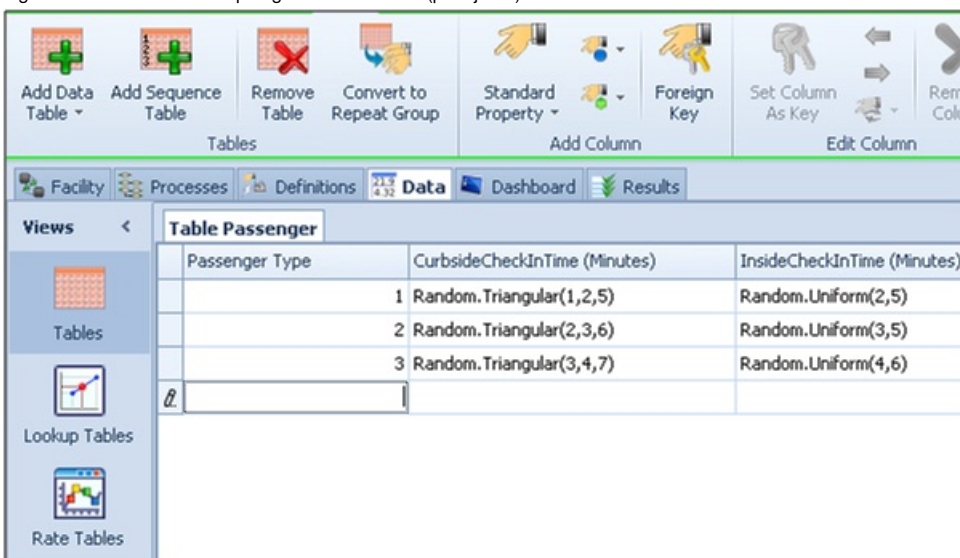 Add Data Table
Add Sequence Table
Remove Table
Convert to Repeat Group
Standard Property
Foreign Key
Set Column As Key
Tables
Add Column
Edit Column
Facility
Processes
Definitions
Data
Dashboard
Results
Views
Table Passenger
Passenger Type
CurbsideCheckInTime (Minutes)
InsideCheckInTime (Minutes)
1 Random.Triangular(1,2,5) Random.Uniform(2,5)
2 Random.Triangular(2,3,6) Random.Uniform(3,5)
3 Random.Triangular(3,4,7) Random.Uniform(4,6)
Tables
Lookup Tables
Rate Tables